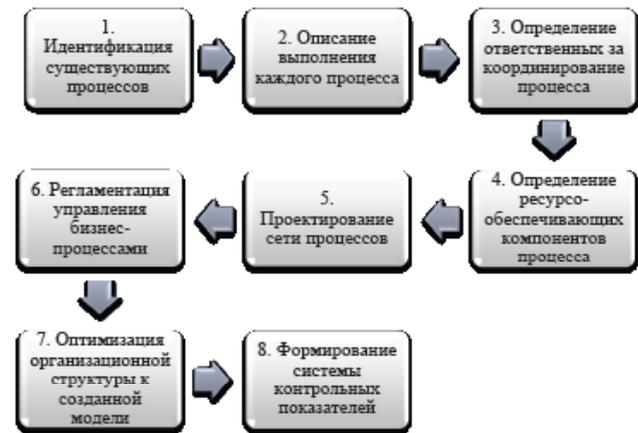 1.
Идентификация
существующих
процессов
2. Описание
выполнения
каждого процесса
3. Определение
ответственных за
координирование
процесса
4. Определение
ресурсо-
обеспечивающих
компонентов
процесса
5.
Проектирование
сети процессов
6. Регламентация
управления
бизнес-
процессами
7. Оптимизация
организационной
структуры к
созданной
модели
8. Формирование
системы
контрольных
показателей